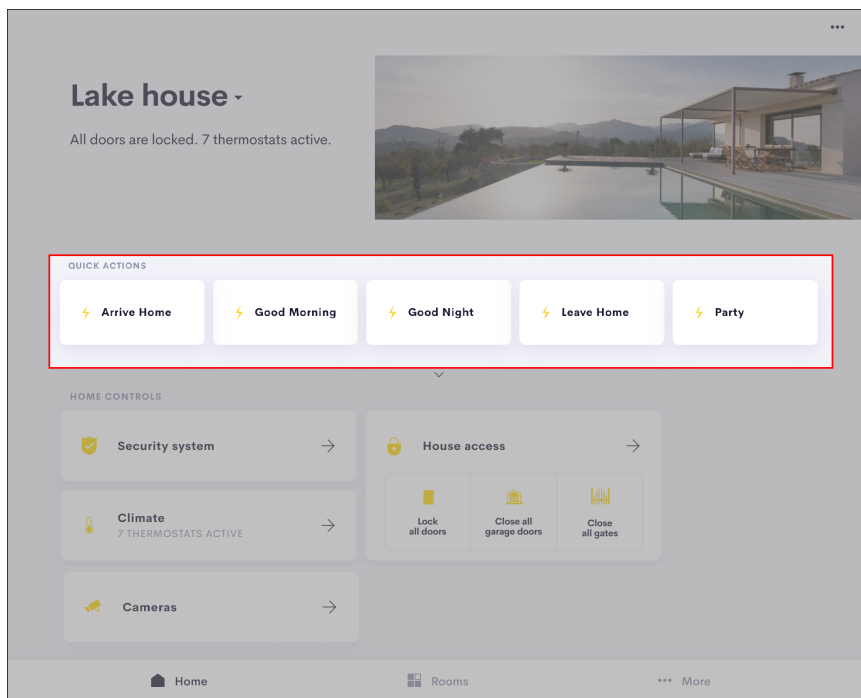 Lake house
All doors are locked. 7 thermostats active.
QUICK ACTIONS
Arrive Home
Good Morning
Good Night
Leave Home
Party
HOME CONTROLS
Security system
House access
Lock
all doors
Close all
garage doors
Close
all gates
Climate
7 THERMOSTATS ACTIVE
Cameras
Home
Rooms
More